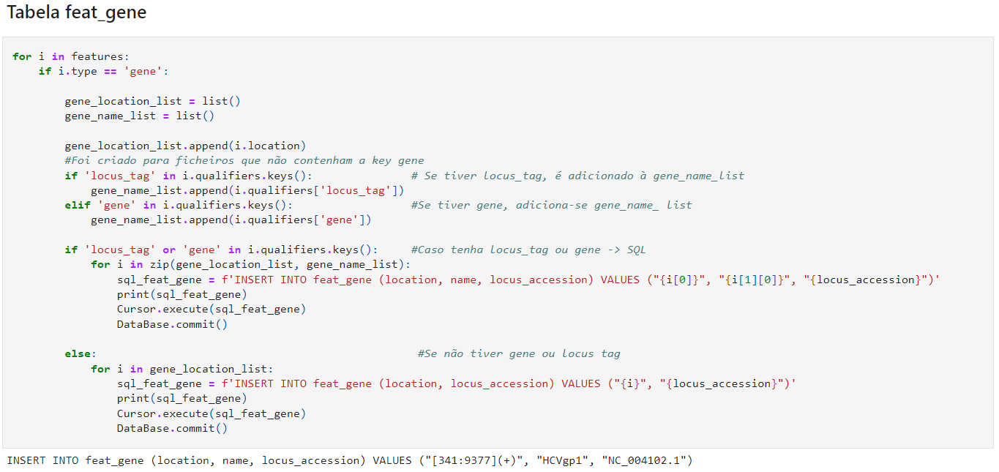 Tabela feat_gene
for i in features:
    if i.type == 'gene':
        gene_location_list = list()
        gene_name_list = list()
        gene_location_list.append(i.location)
        #Foi criado para ficheiros que não contenham a key gene
        if 'locus_tag' in i.qualifiers.keys():               # Se tiver locus_tag, é adicionado à gene_name_list
            gene_name_list.append(i.qualifiers['locus_tag'])
        elif 'gene' in i.qualifiers.keys():                  #Se tiver gene, adiciona-se gene_name_ list
            gene_name_list.append(i.qualifiers['gene'])
        if 'locus_tag' or 'gene' in i.qualifiers.keys():     #Caso tenha locus_tag ou gene -> SQL
            for i in zip(gene_location_list, gene_name_list):
                sql_feat_gene = f'INSERT INTO feat_gene (location, name, locus_accession) VALUES ("{i[0]}", "{i[1][0]}", "{locus_accession}")'
                print(sql_feat_gene)
                Cursor.execute(sql_feat_gene)
                DataBase.commit()
        else:                                                 #Se não tiver gene ou locus tag
            for i in gene_location_list:
                sql_feat_gene = f'INSERT INTO feat_gene (location, locus_accession) VALUES ("{i}", "{locus_accession}")'
                print(sql_feat_gene)
                Cursor.execute(sql_feat_gene)
                DataBase.commit()
INSERT INTO feat_gene (location, name, locus_accession) VALUES ("[341:9377](+)", "HCVgp1", "NC_004102.1")